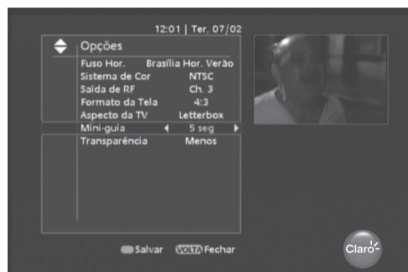 12:01 | Ter. 07/02
Opções
Fuso Hor. Brasília Hor. Verão
Sistema de Cor NTSC
Saída de RF Ch. 3
Formato da Tela 4:3
Aspecto da TV Letterbox
Mini-guia 5 seg
Transparência Menos
Salvar VOLTA Fechar
Claro